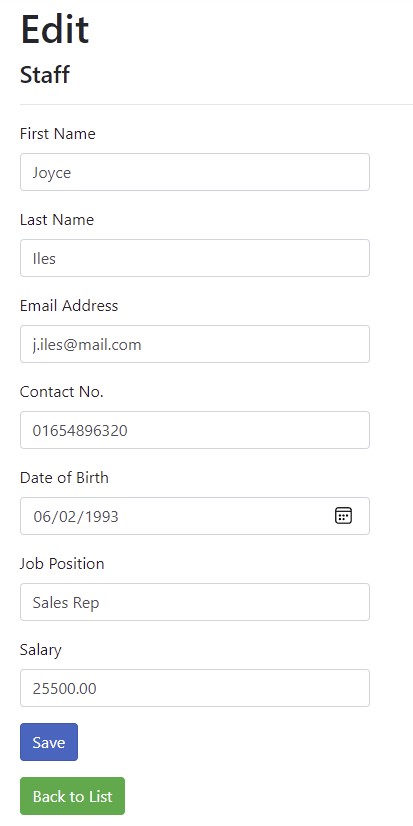 Edit
Staff
First Name
Joyce
Last Name
Iles
Email Address
j.iles@mail.com
Contact No.
01654896320
Date of Birth
06/02/1993
Job Position
Sales Rep
Salary
25500.00
Save
Back to List